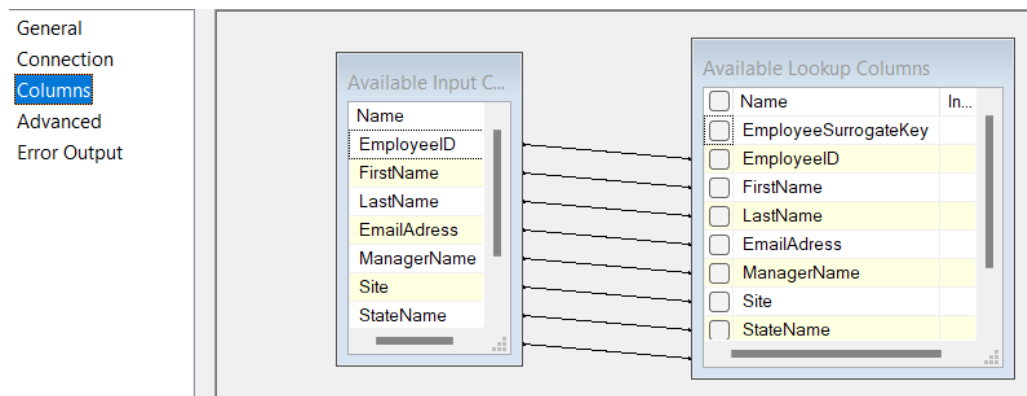 General
Connection
Columns
Advanced
Error Output
Available Input C...
Name
EmployeeID
FirstName
LastName
EmailAdress
ManagerName
Site
StateName
Available Lookup Columns
Name In...
EmployeeSurrogateKey
EmployeeID
FirstName
LastName
EmailAdress
ManagerName
Site
StateName